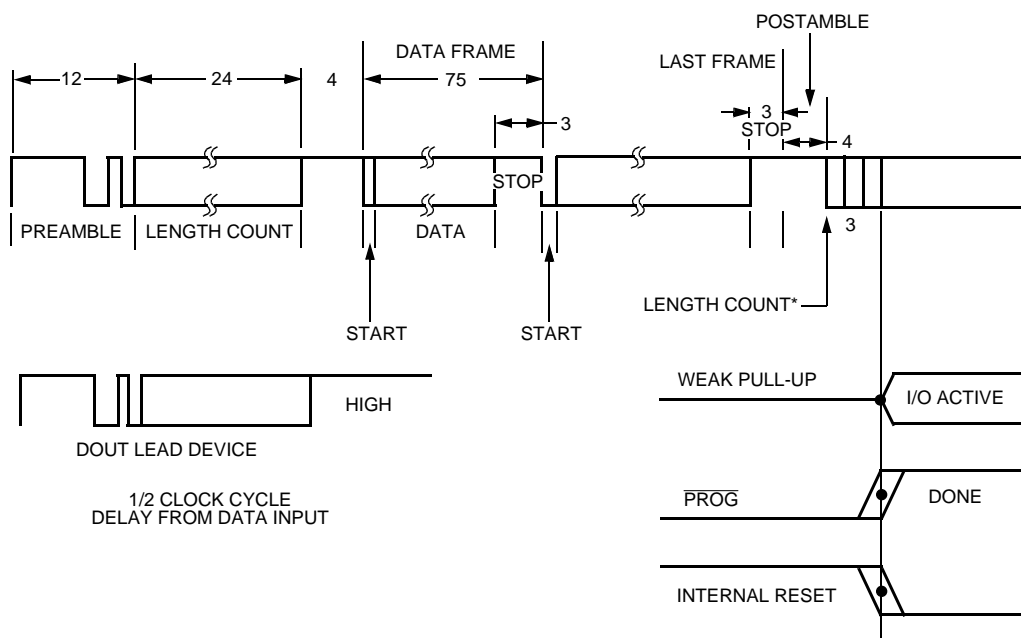 POSTAMBLE
DATA FRAME
LAST FRAME
12
24
4
75
3
3
STOP
4
STOP
PREAMBLE
LENGTH COUNT
DATA
3
START
START
LENGTH COUNT*
WEAK PULL-UP
I/O ACTIVE
HIGH
DOUT LEAD DEVICE
1/2 CLOCK CYCLE
DELAY FROM DATA INPUT
PROG
DONE
INTERNAL RESET